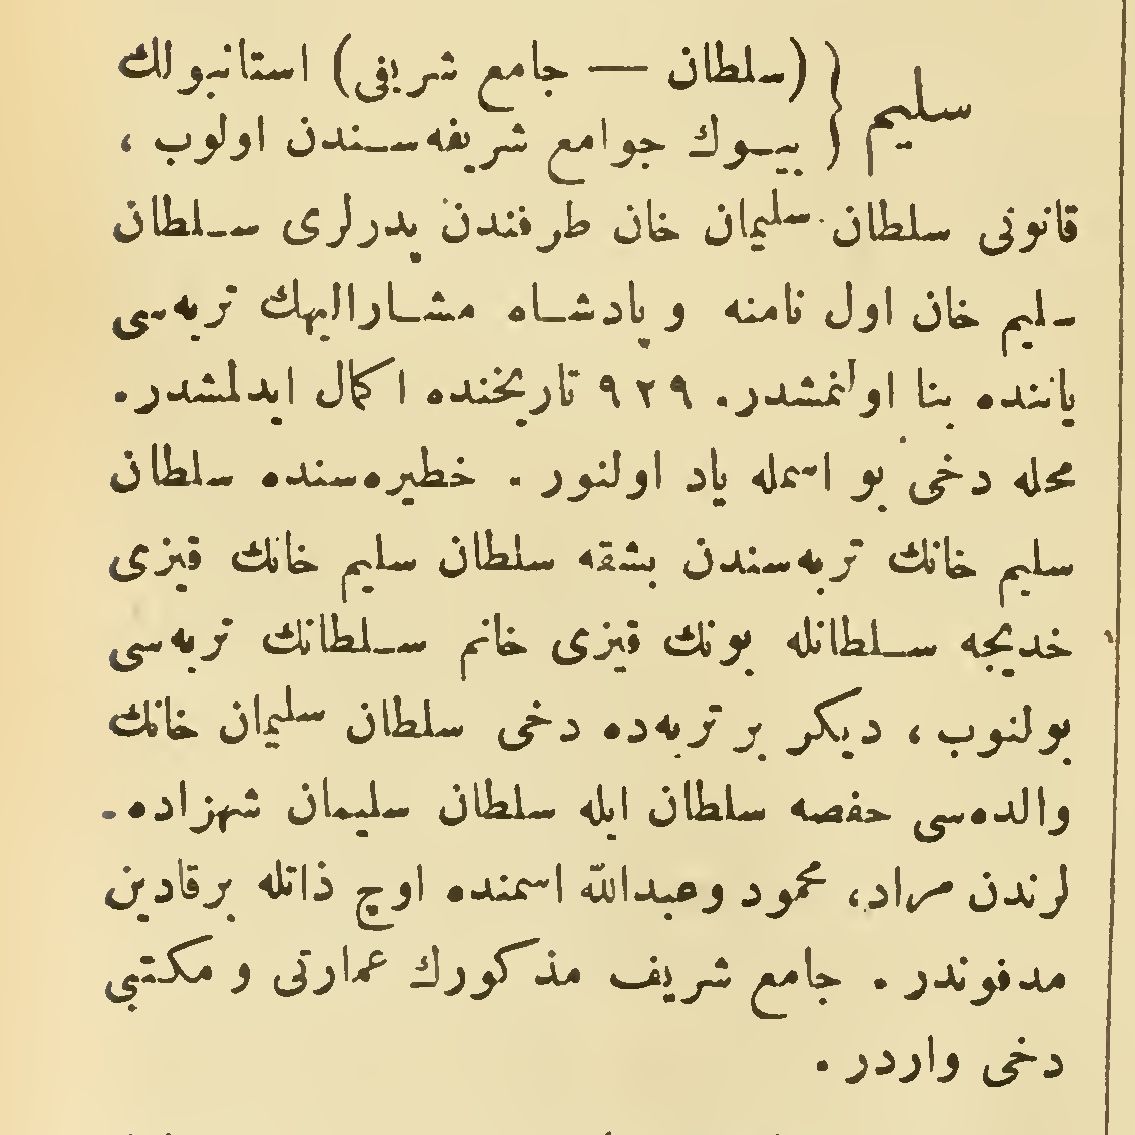 سليم { (سلطان — جامع شريفى) استانبولك
بيوك جوامع شريفه‌سندن اولوب ،
قانونى سلطان سليمان خان طرفندن پدرلرى سلطان
سليم خان اول نامنه و پادشاه مشاراليهك تربه‌سى
ياننده بنا اولنمشدر. ۹۲۹ تاريخنده اكمال ايدلمشدر.
محله دخى بو اسمله ياد اولنور . خطيره‌سنده سلطان
سليم خانك تربه‌سندن بشقه سلطان سليم خانك قيزى
خديجه سلطانله بونك قيزى خانم سلطانك تربه‌سى
بولنوب ، ديكر بر تربه‌ده دخى سلطان سليمان خانك
والده‌سى حفصه سلطان ايله سلطان سليمان شهزاده‌.
لرندن مراد، محمود وعبدالله اسمنده اوچ ذاتله برقادين
مدفوندر . جامع شريف مذكورك عمارتى و مكتبى
دخى واردر .